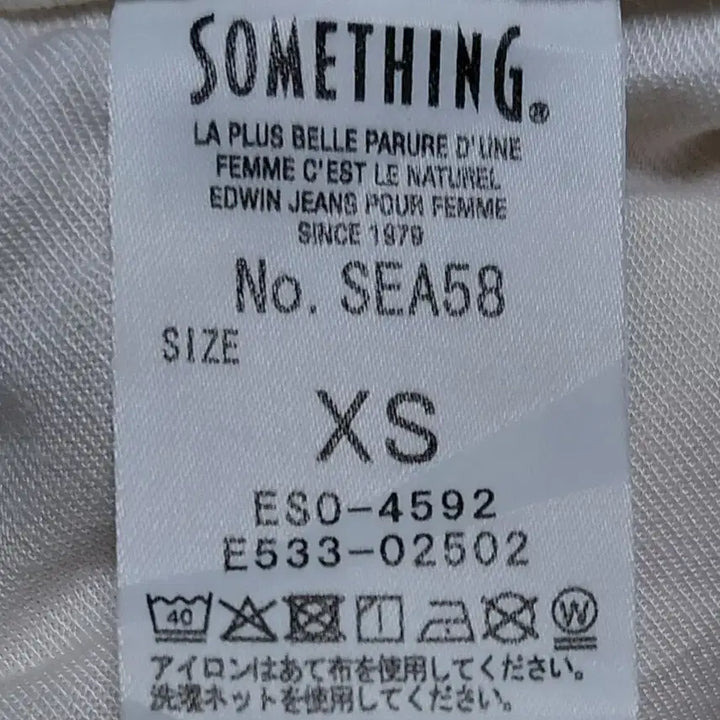 SOMETHING®
LA PLUS BELLE PARURE D'UNE
FEMME C'EST LE NATUREL
EDWIN JEANS POUR FEMME
SINCE 1979
No. SEA58
SIZE
XS
ESO-4592
E533-02502
40 W
アイロンはあて布を使用してください。
洗濯ネットを使用してください。